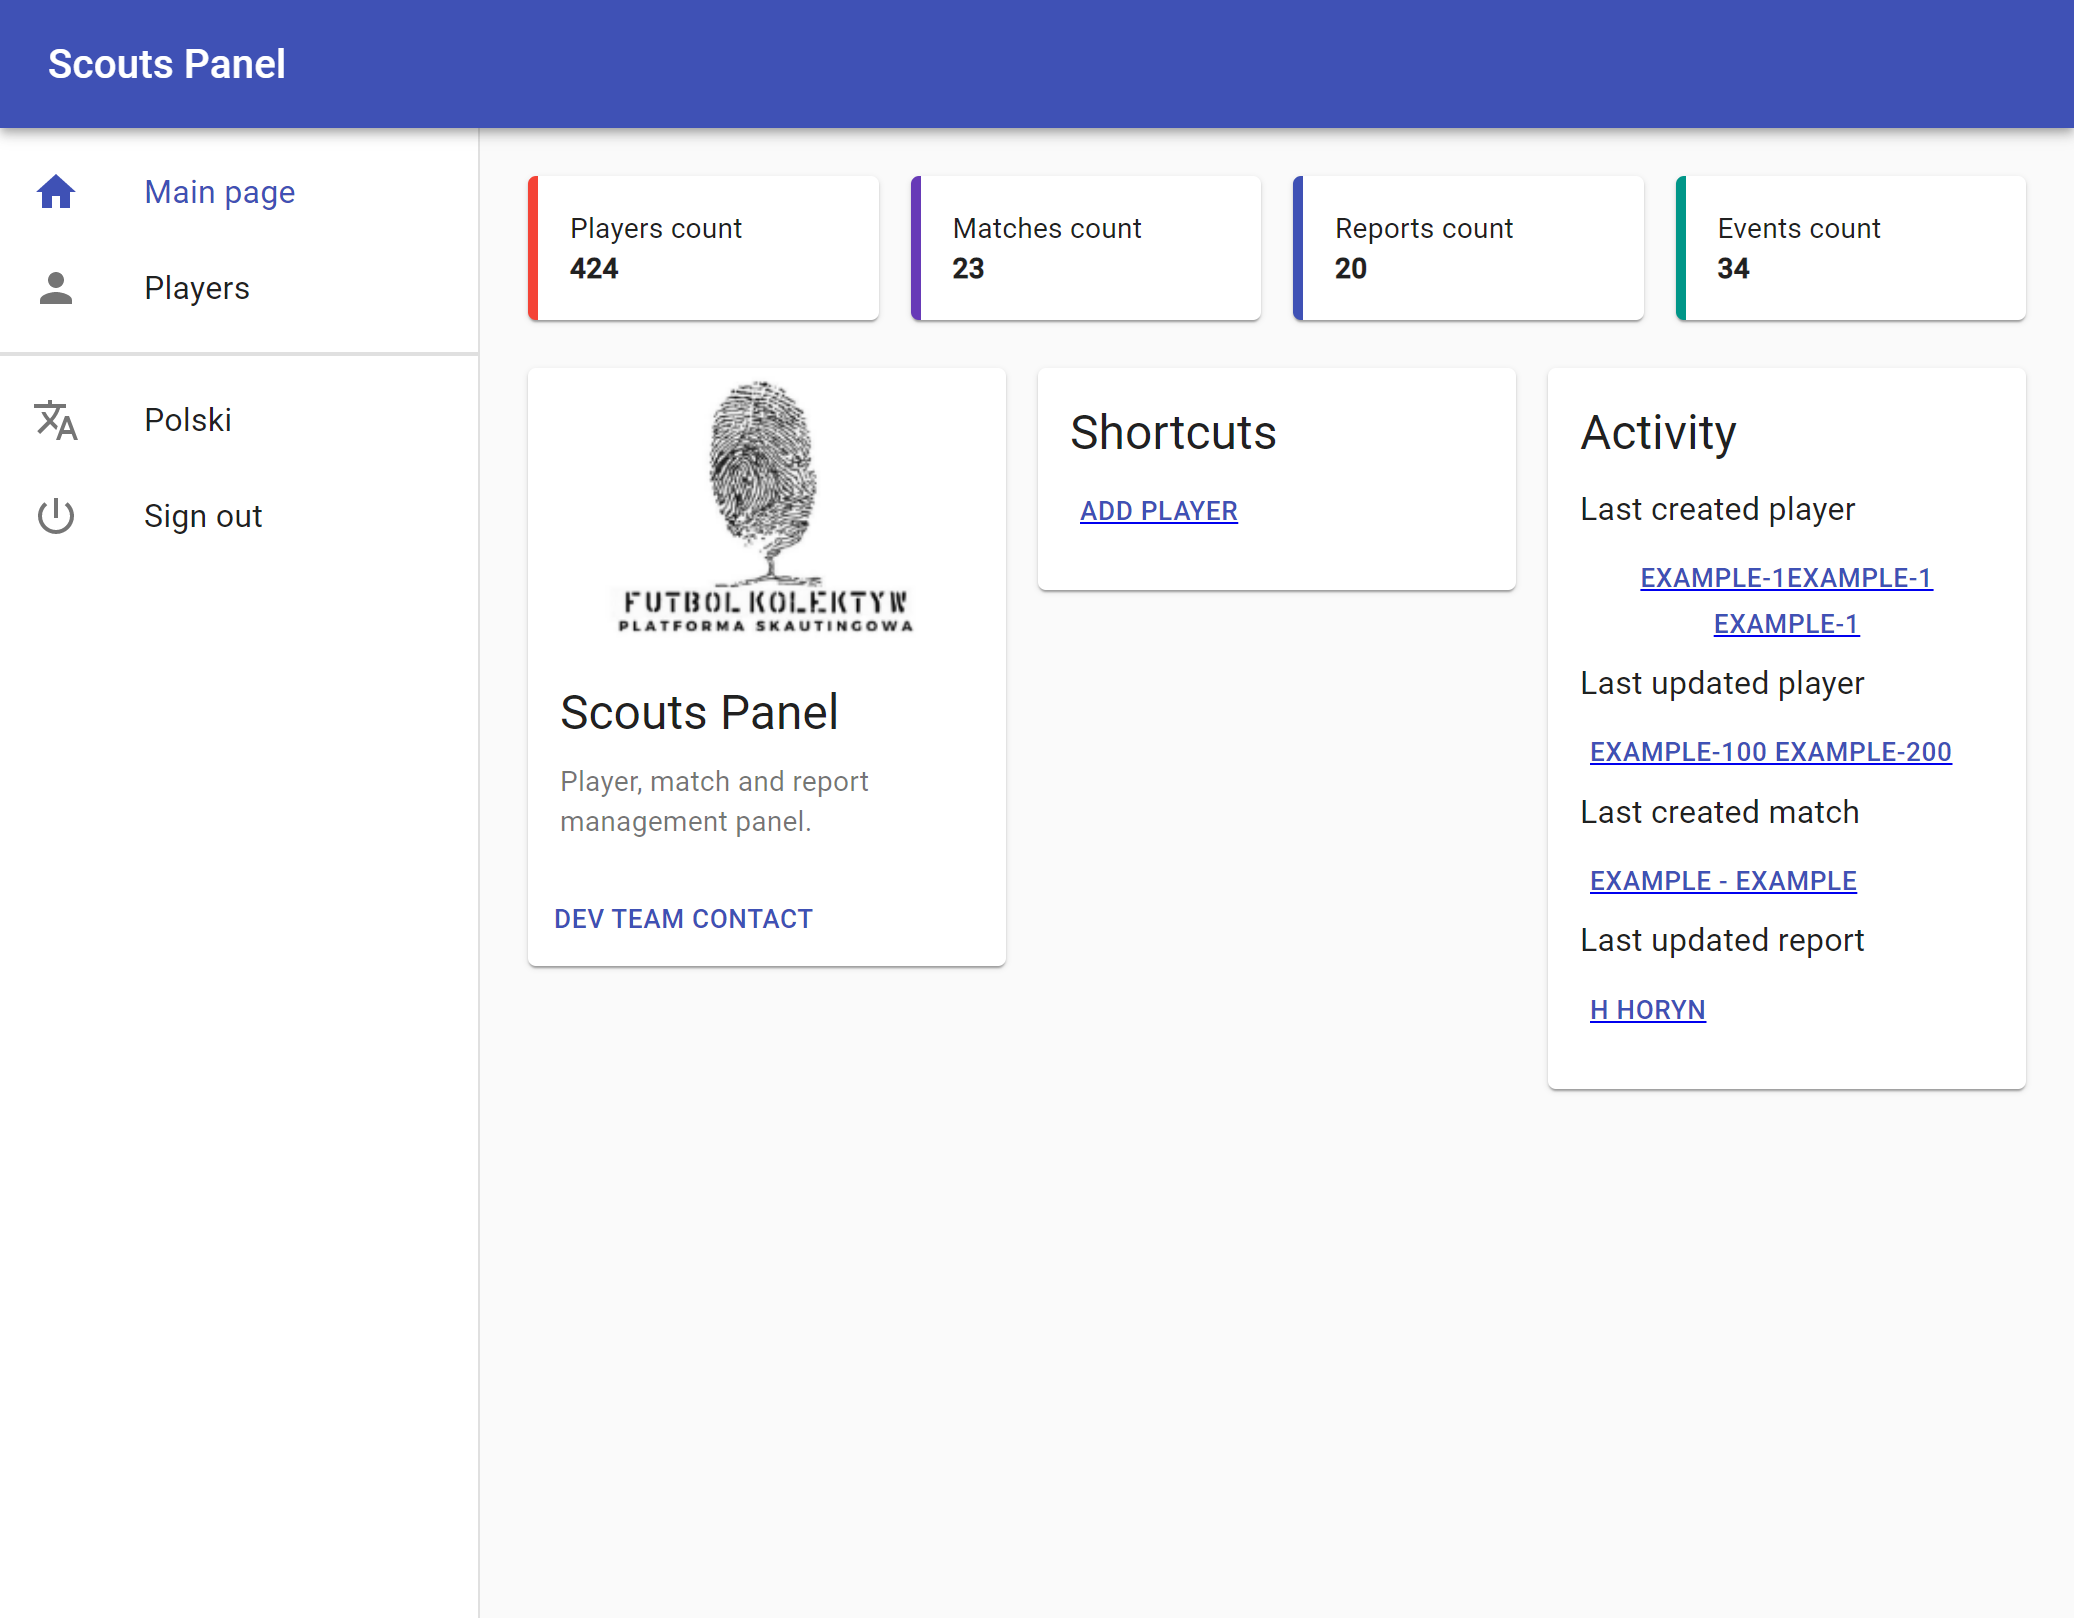 Scouts Panel
Main page
Players
Polski
Sign out
Players count
424
Matches count
23
Reports count
20
Events count
34
FUTBOL KOLEKTYW
PLATFORMA SKAUTINGOWA
Scouts Panel
Player, match and report
management panel.
DEV TEAM CONTACT
Shortcuts
ADD PLAYER
Activity
Last created player
EXAMPLE-1EXAMPLE-1
EXAMPLE-1
Last updated player
EXAMPLE-100 EXAMPLE-200
Last created match
EXAMPLE - EXAMPLE
Last updated report
H HORYN